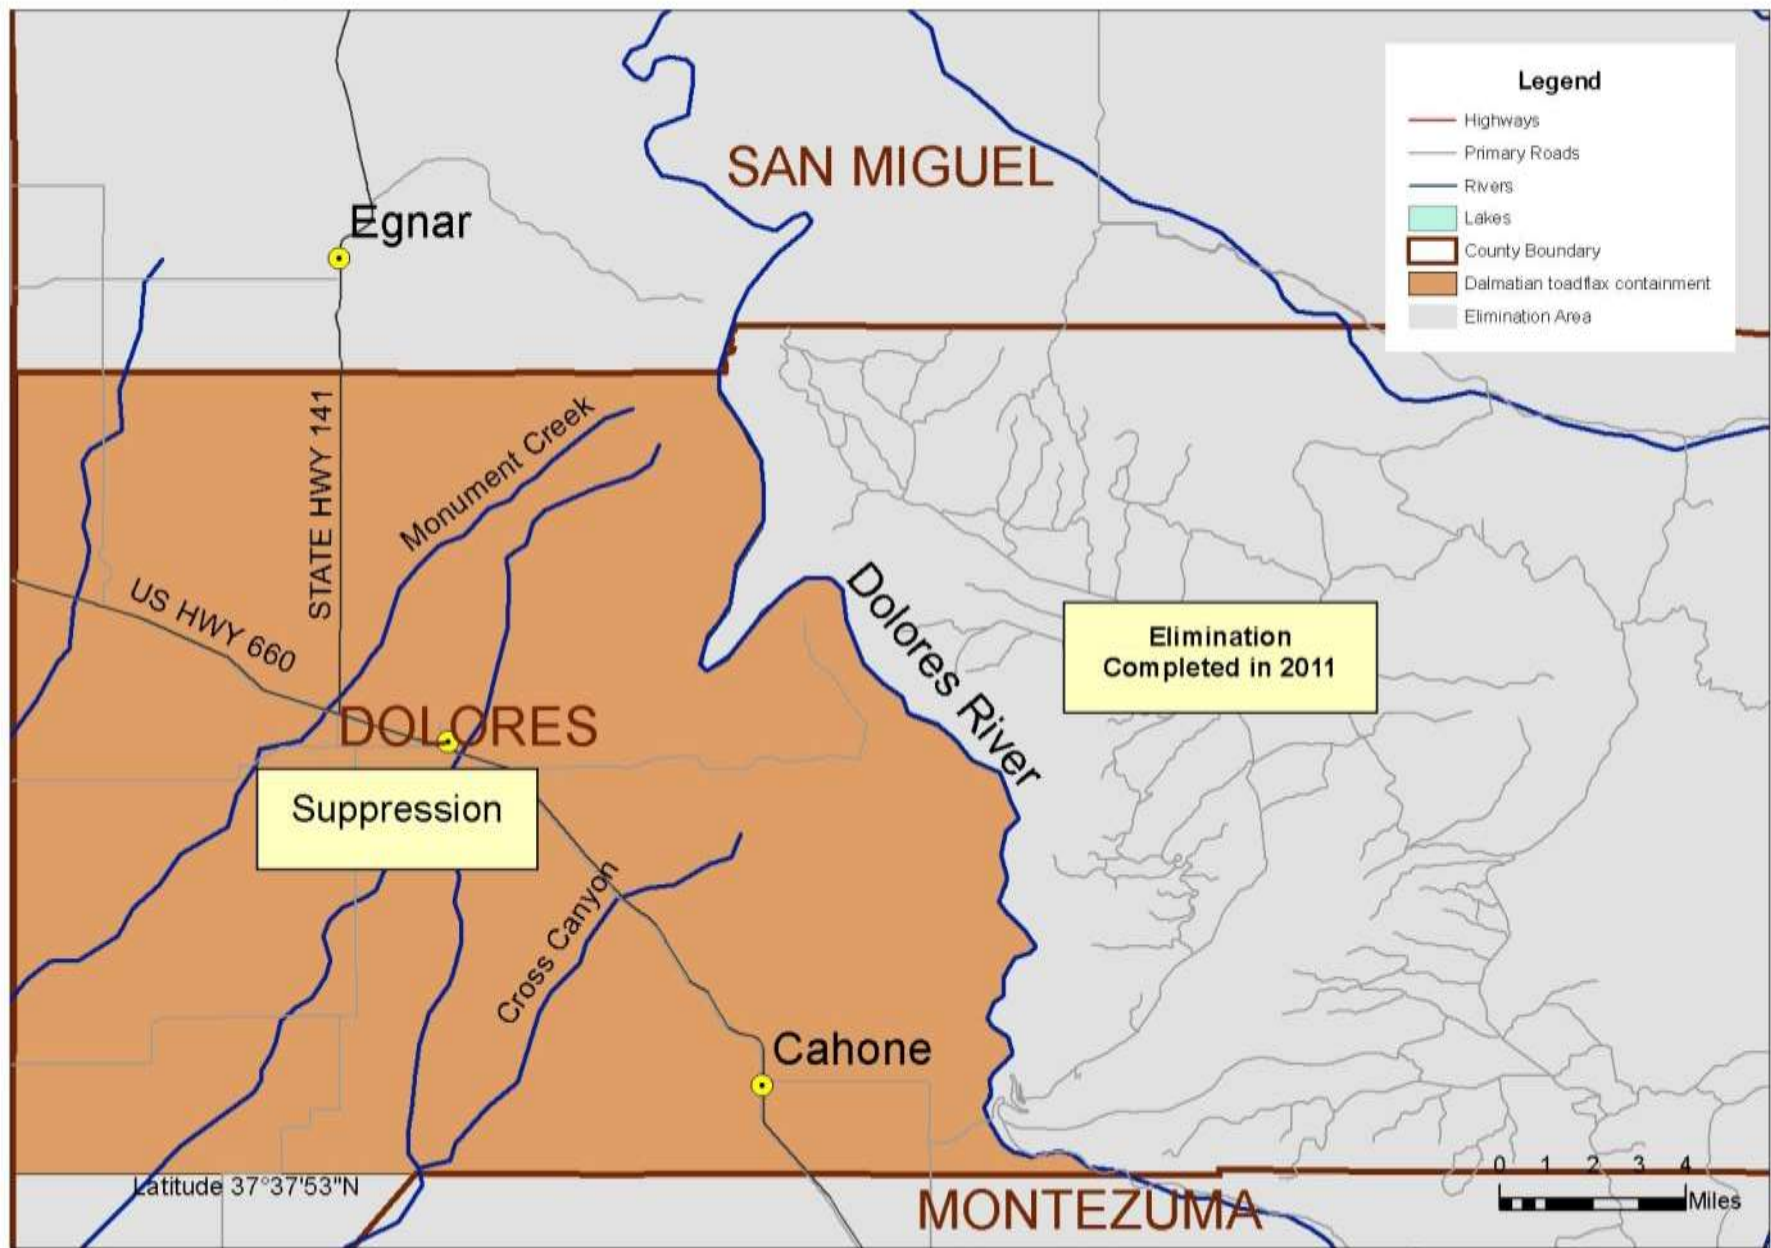 Legend
Highways
Primary Roads
Rivers
Lakes
County Boundary
Dalmatian toadflax containment
Elimination Area
SAN MIGUEL
Egnar
STATE HWY 141
Monument Creek
US HWY 660
DOLORES
Suppression
Dolores River
Elimination
Completed in 2011
Cross Canyon
Cahone
Latitude 37°37'53"N
MONTEZUMA
0 1 2 3 4
Miles